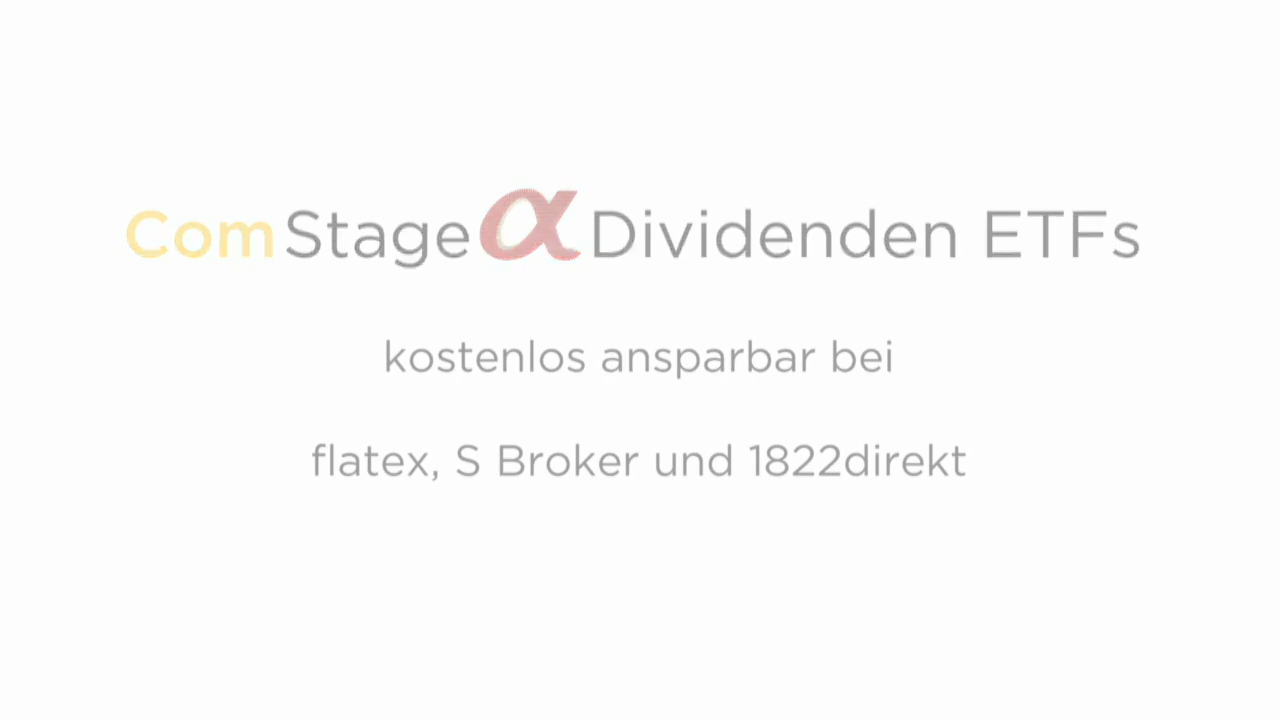 ComStage α Dividenden ETFs
kostenlos ansparbar bei
flatex, S Broker und 1822direkt